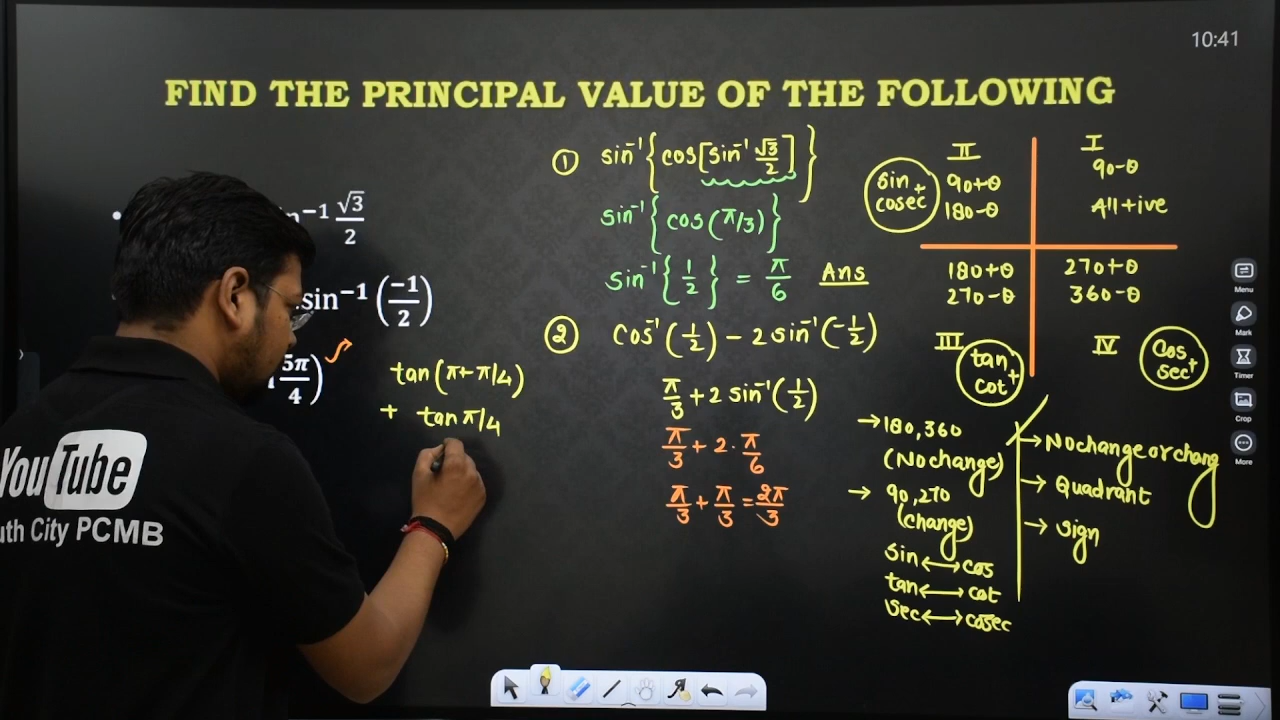 10:41
FIND THE PRINCIPAL VALUE OF THE FOLLOWING
−1 √3/2
sin−1 (−1/2)
5π/4)
tan(π+π/4)
+ tan π/4
① sin⁻¹{cos[sin⁻¹ √3/2]}
sin⁻¹{cos(π/3)}
sin⁻¹{1/2} = π/6 Ans
② cos⁻¹(1/2) − 2 sin⁻¹(−1/2)
π/3 + 2 sin⁻¹(1/2)
π/3 + 2 · π/6
π/3 + π/3 = 2π/3
II
sin +
cosec
90+θ
180-θ
I
90-θ
All+ive
180+θ
270-θ
III
tan +
cot
270+θ
360-θ
IV
cos
sec +
→180,360
(No change)
→ 90,270
(change)
sin↔cos
tan↔cot
sec↔cosec
→No change or chang
→ Quadrant
→ sign
YouTube
uth City PCMB
Menu
Mark
Timer
Crop
More